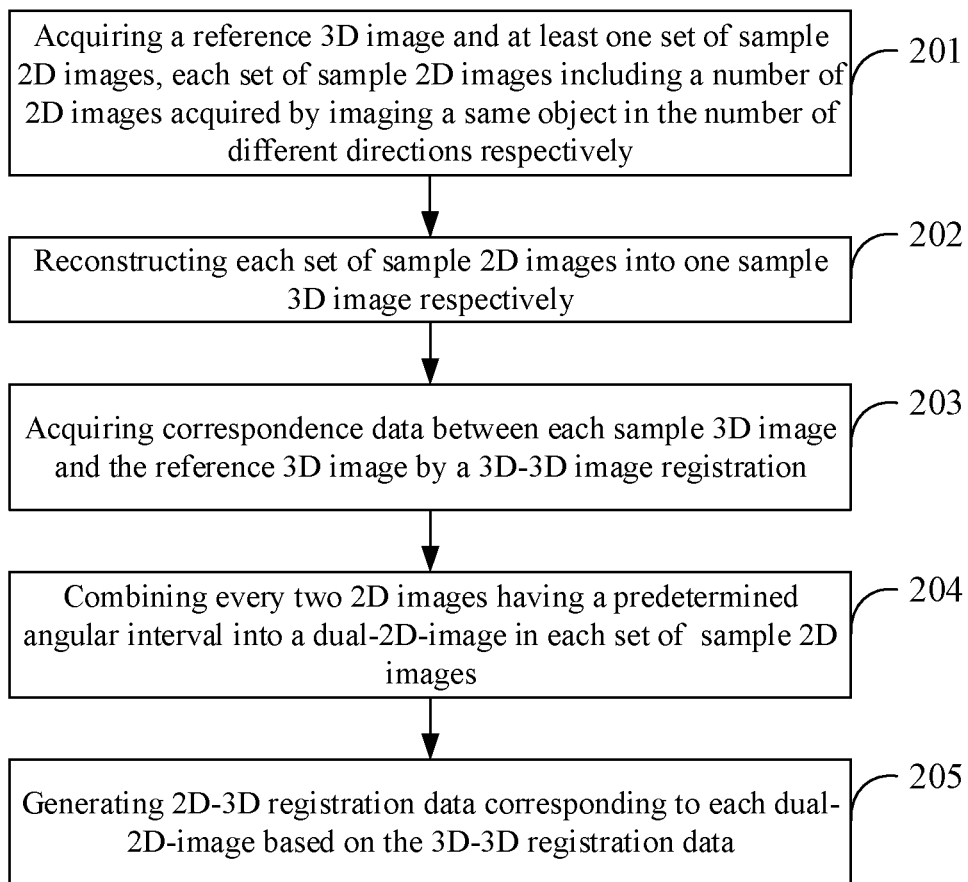 Acquiring a reference 3D image and at least one set of sample
2D images, each set of sample 2D images including a number of
2D images acquired by imaging a same object in the number of
different directions respectively
201
Reconstructing each set of sample 2D images into one sample
3D image respectively
202
Acquiring correspondence data between each sample 3D image
and the reference 3D image by a 3D-3D image registration
203
Combining every two 2D images having a predetermined
angular interval into a dual-2D-image in each set of sample 2D
images
204
Generating 2D-3D registration data corresponding to each dual-
2D-image based on the 3D-3D registration data
205